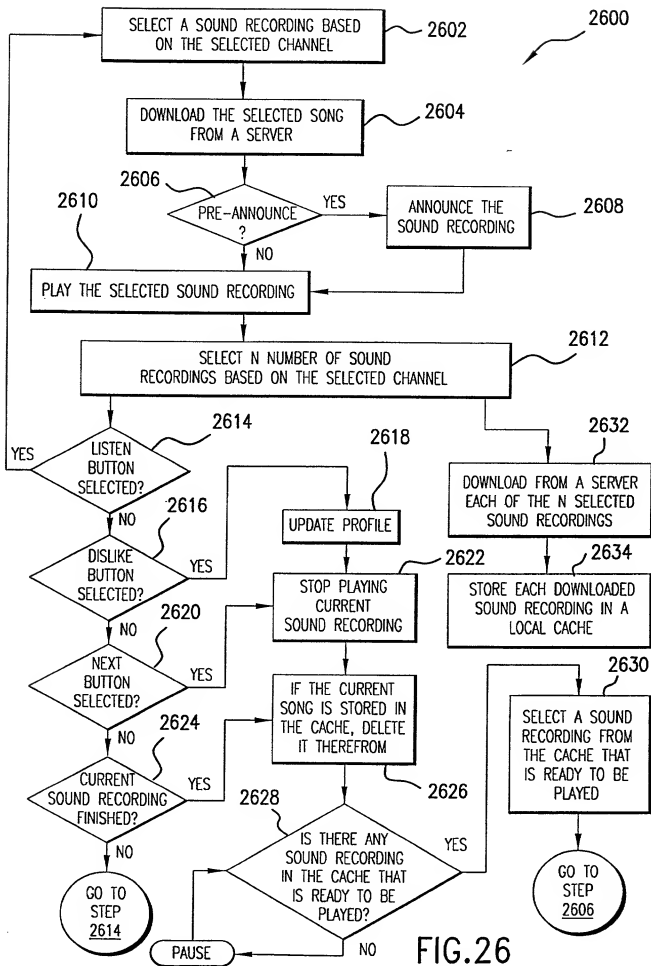 SELECT A SOUND RECORDING BASED
ON THE SELECTED CHANNEL
2602
2600
DOWNLOAD THE SELECTED SONG
FROM A SERVER
2604
2606
PRE-ANNOUNCE
?
YES
NO
ANNOUNCE THE
SOUND RECORDING
2608
2610
PLAY THE SELECTED SOUND RECORDING
SELECT N NUMBER OF SOUND
RECORDINGS BASED ON THE SELECTED CHANNEL
2612
2614
YES
LISTEN
BUTTON
SELECTED?
NO
2616
DISLIKE
BUTTON
SELECTED?
YES
NO
2618
UPDATE PROFILE
2620
NEXT
BUTTON
SELECTED?
YES
NO
2622
STOP PLAYING
CURRENT
SOUND RECORDING
2624
CURRENT
SOUND RECORDING
FINISHED?
YES
NO
GO TO
STEP
2614
IF THE CURRENT
SONG IS STORED IN
THE CACHE, DELETE
IT THEREFROM
2626
2628
IS THERE ANY
SOUND RECORDING
IN THE CACHE THAT
IS READY TO BE
PLAYED?
YES
NO
PAUSE
2632
DOWNLOAD FROM A SERVER
EACH OF THE N SELECTED
SOUND RECORDINGS
2634
STORE EACH DOWNLOADED
SOUND RECORDING IN A
LOCAL CACHE
2630
SELECT A SOUND
RECORDING FROM
THE CACHE THAT
IS READY TO BE
PLAYED
GO TO
STEP
2606
FIG.26